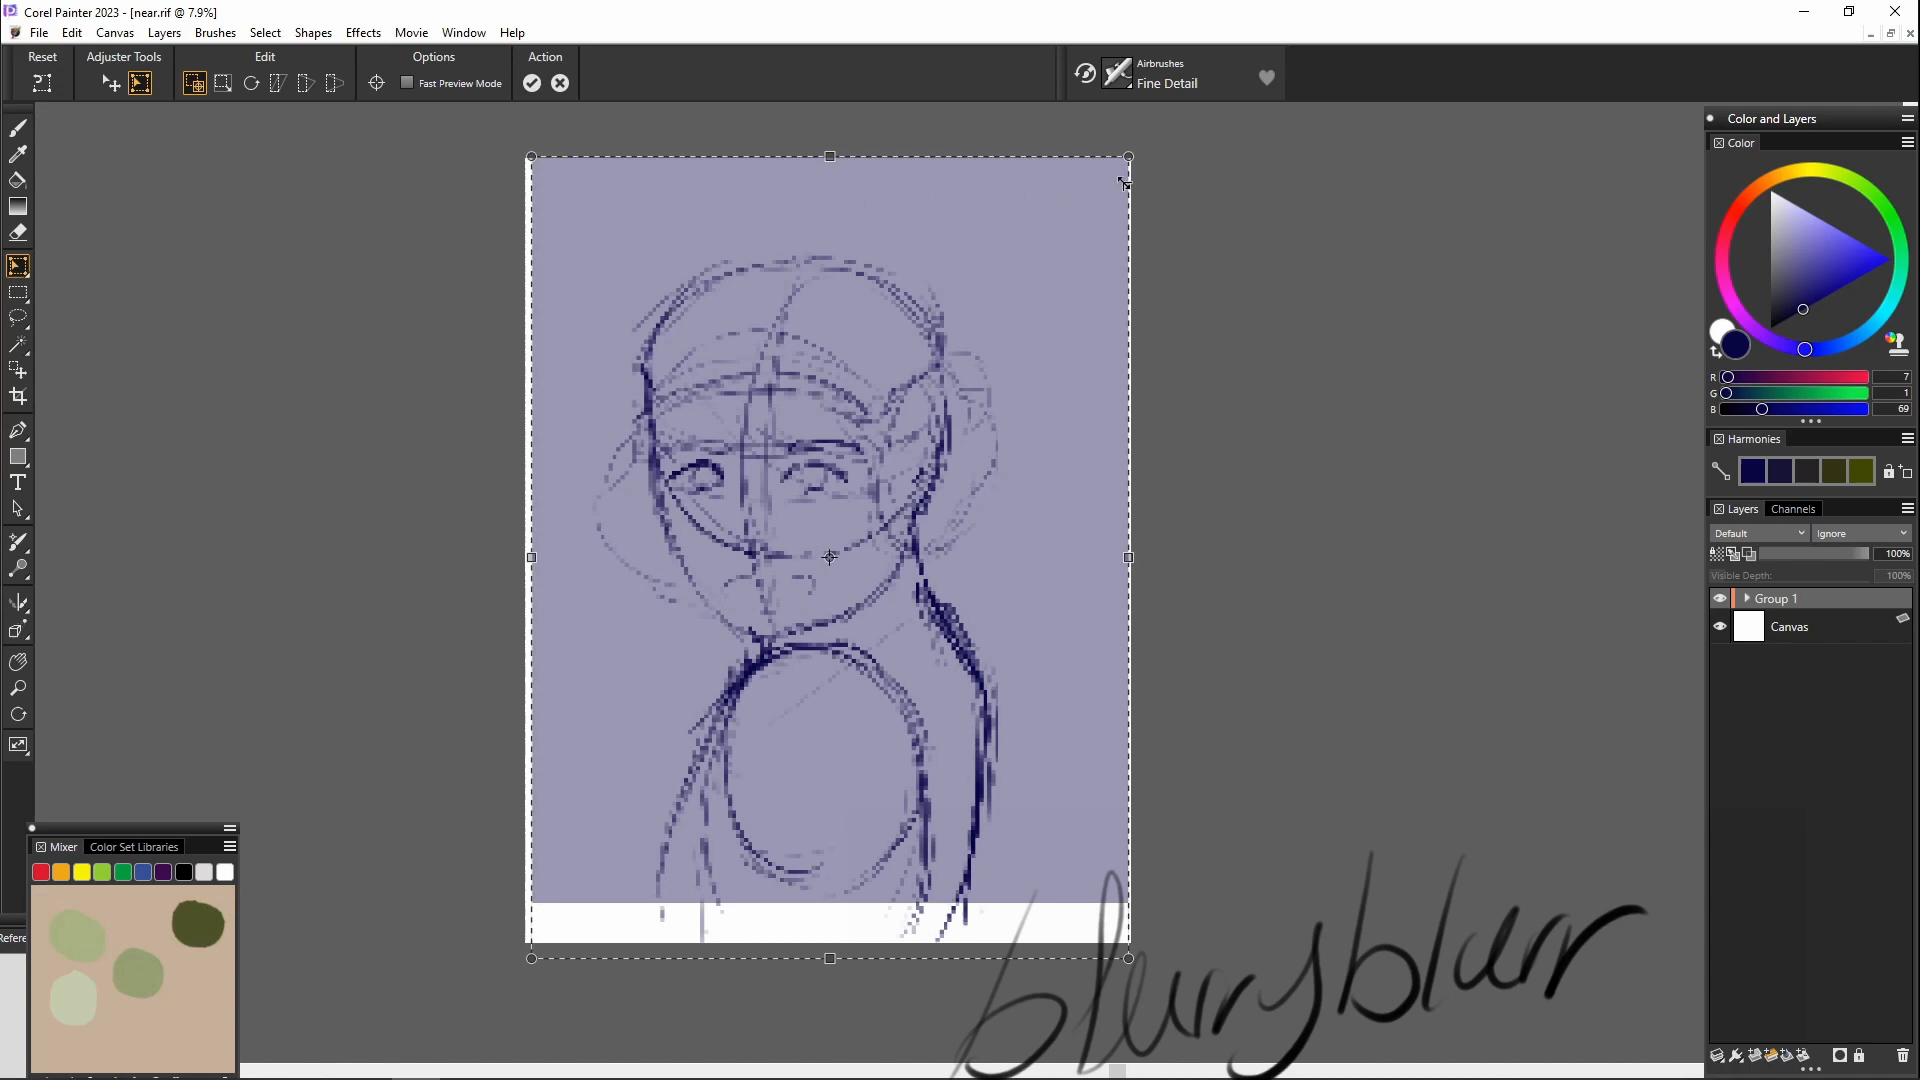 Corel Painter 2023 - [near.rif @ 7.9%]
File Edit Canvas Layers Brushes Select Shapes Effects Movie Window Help
Reset Adjuster Tools Edit Options Action
Fast Preview Mode
Airbrushes
Fine Detail
Color and Layers
Color
R 7
G 1
B 69
Harmonies
Layers Channels
Default Ignore
100%
Visible Depth: 100%
Group 1
Canvas
Mixer Color Set Libraries
Refere
blurryblurr